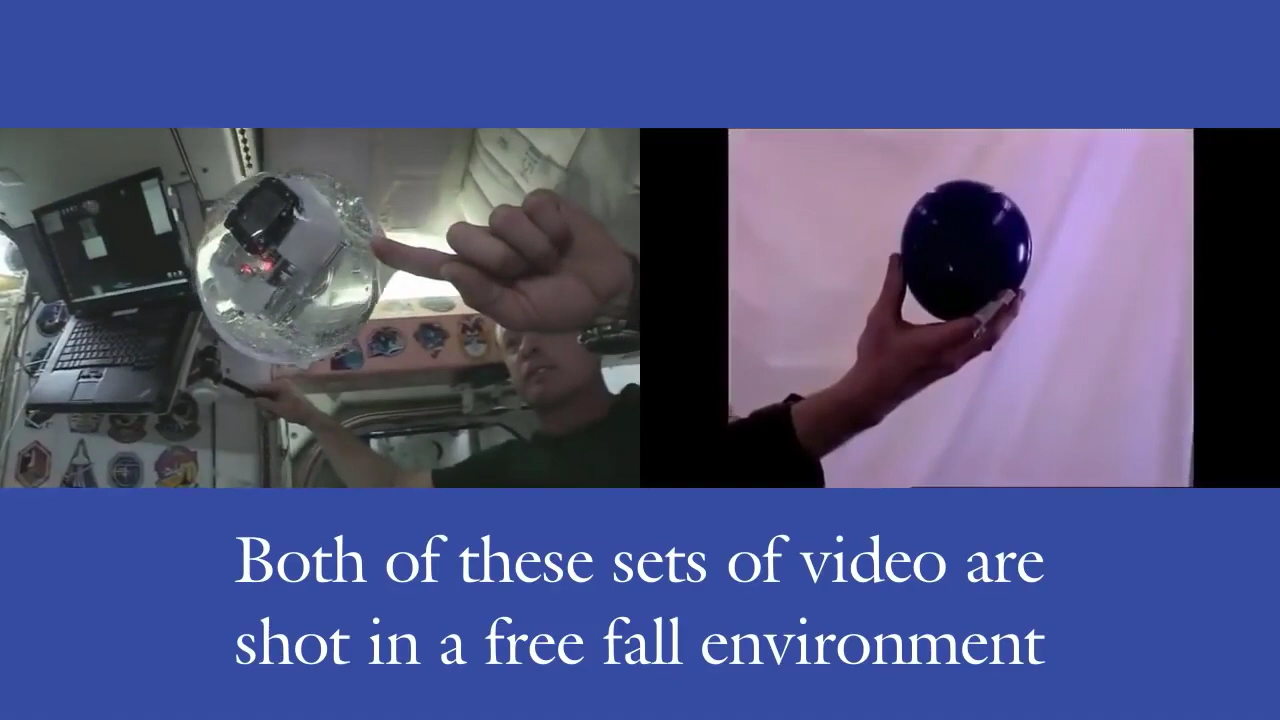 Both of these sets of video are
shot in a free fall environment